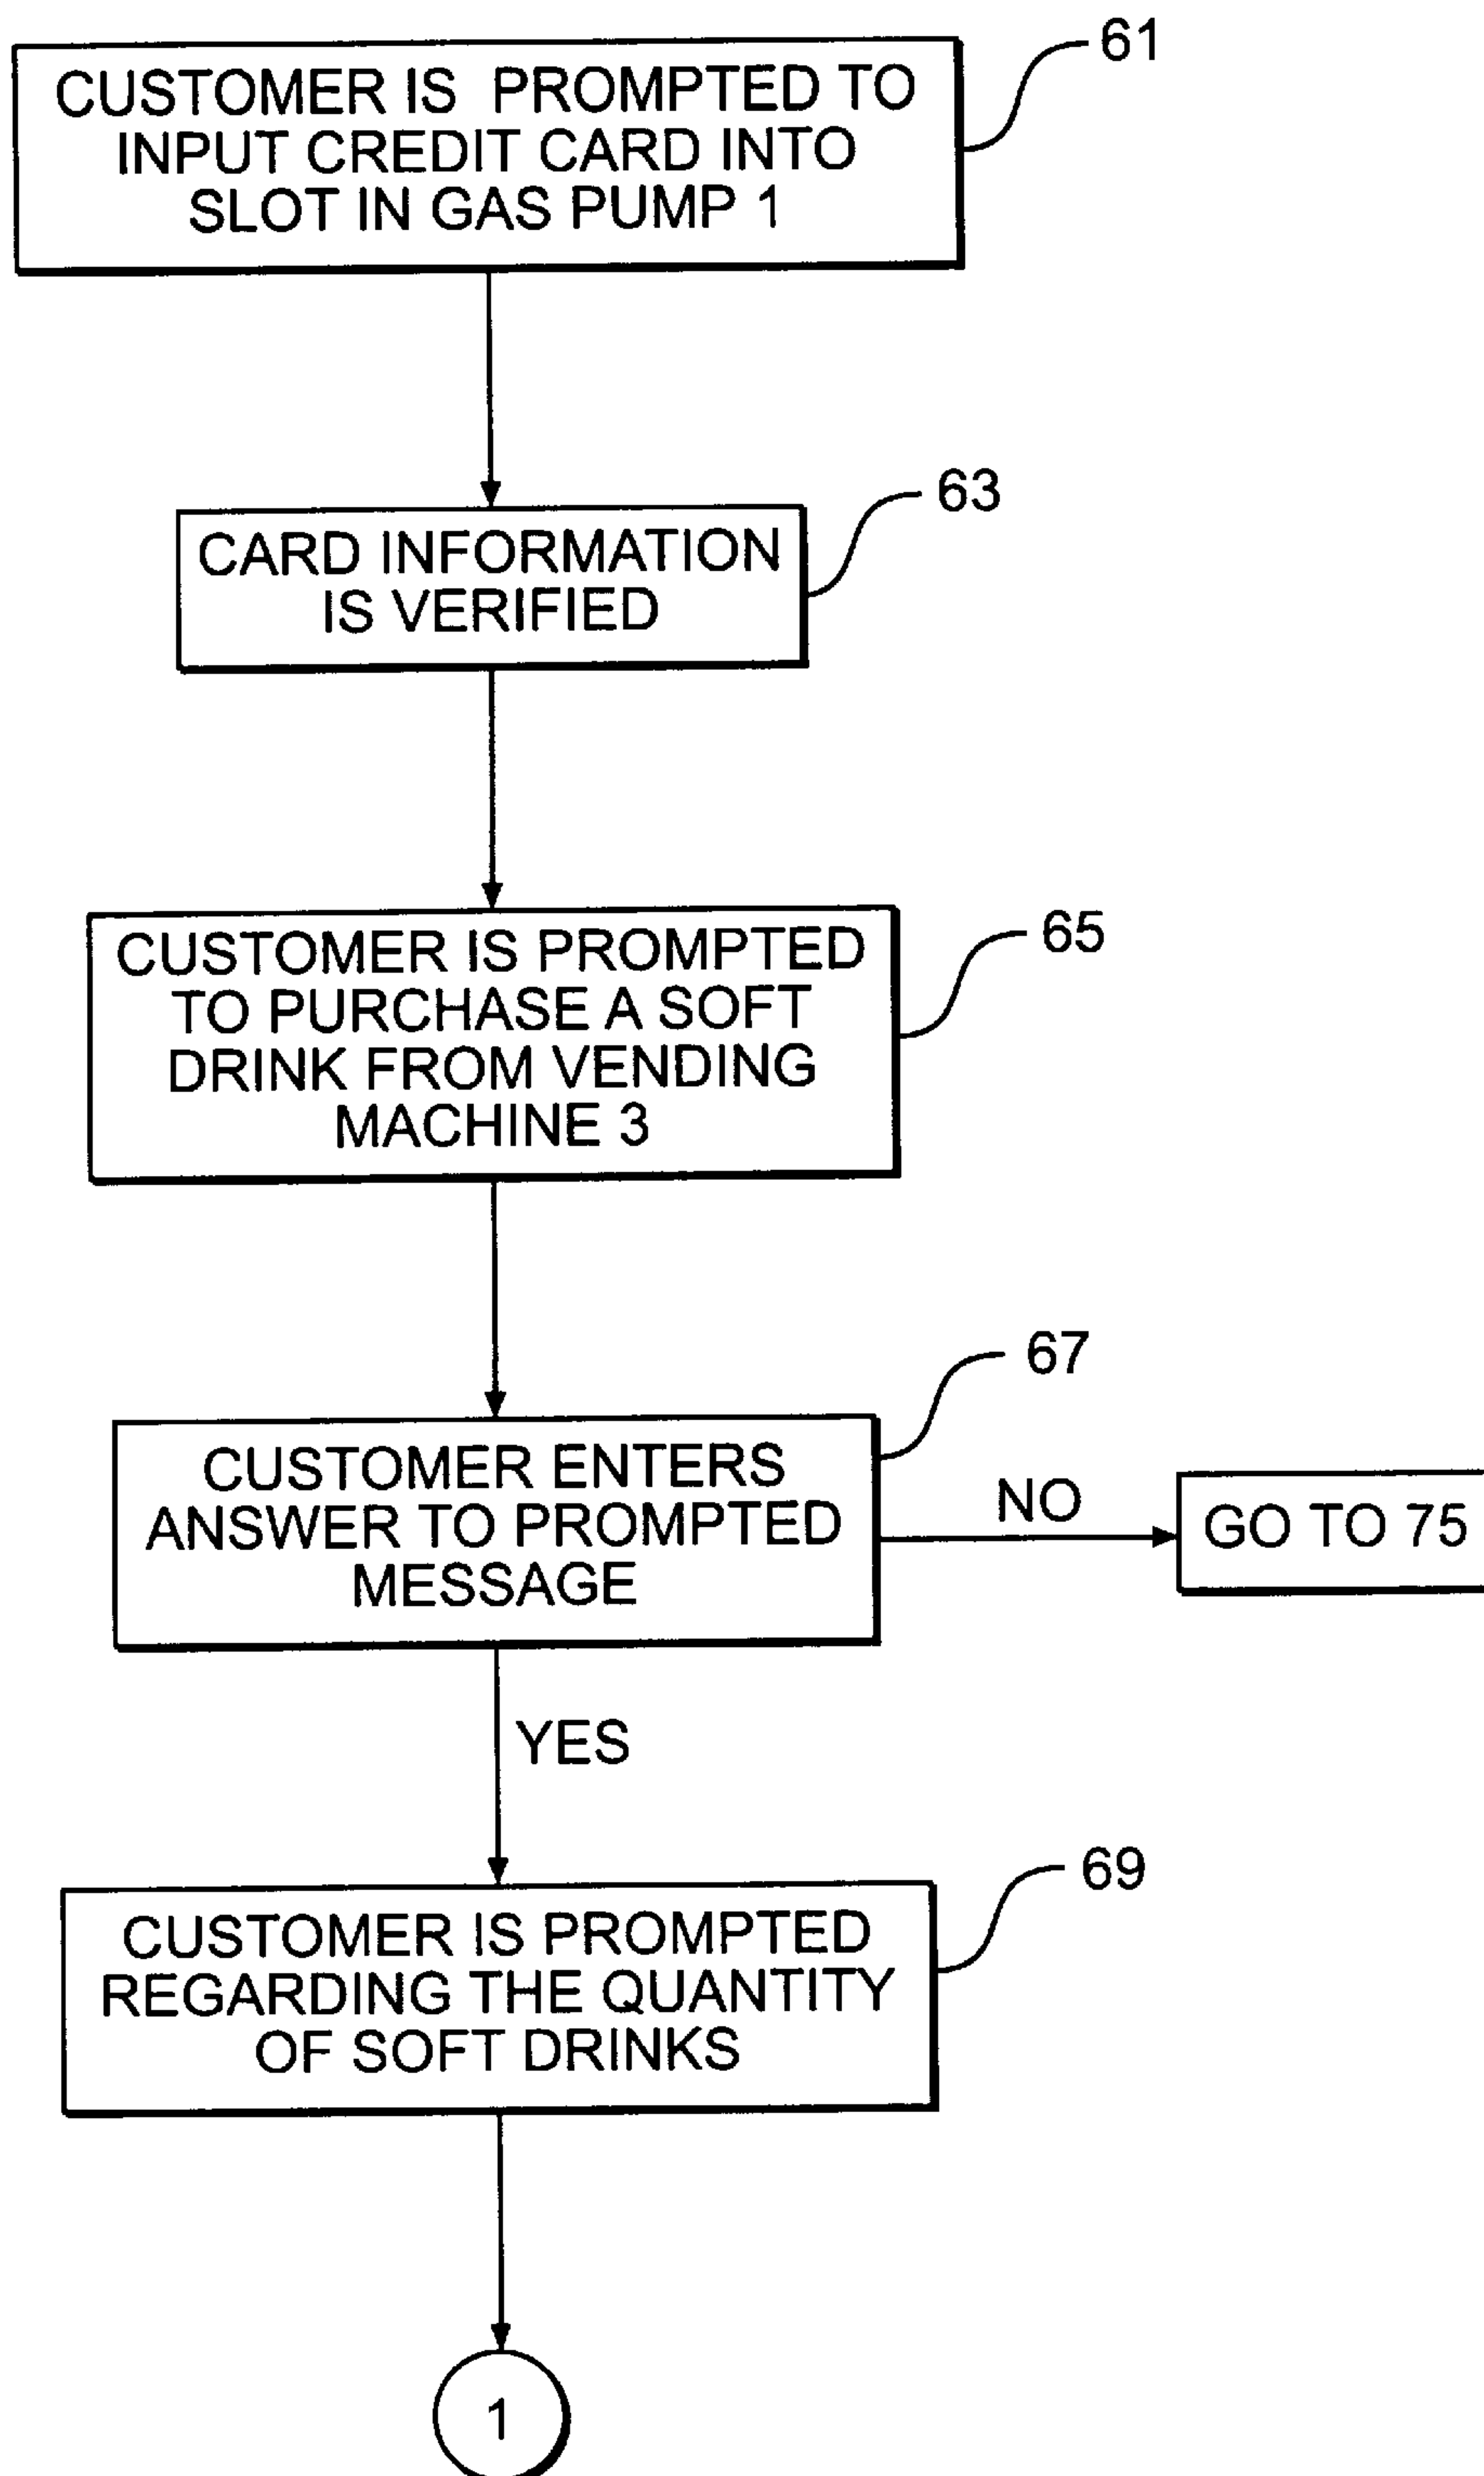 61
CUSTOMER IS PROMPTED TO
INPUT CREDIT CARD INTO
SLOT IN GAS PUMP 1
63
CARD INFORMATION
IS VERIFIED
65
CUSTOMER IS PROMPTED
TO PURCHASE A SOFT
DRINK FROM VENDING
MACHINE 3
67
CUSTOMER ENTERS
ANSWER TO PROMPTED
MESSAGE
NO
GO TO 75
YES
69
CUSTOMER IS PROMPTED
REGARDING THE QUANTITY
OF SOFT DRINKS
1